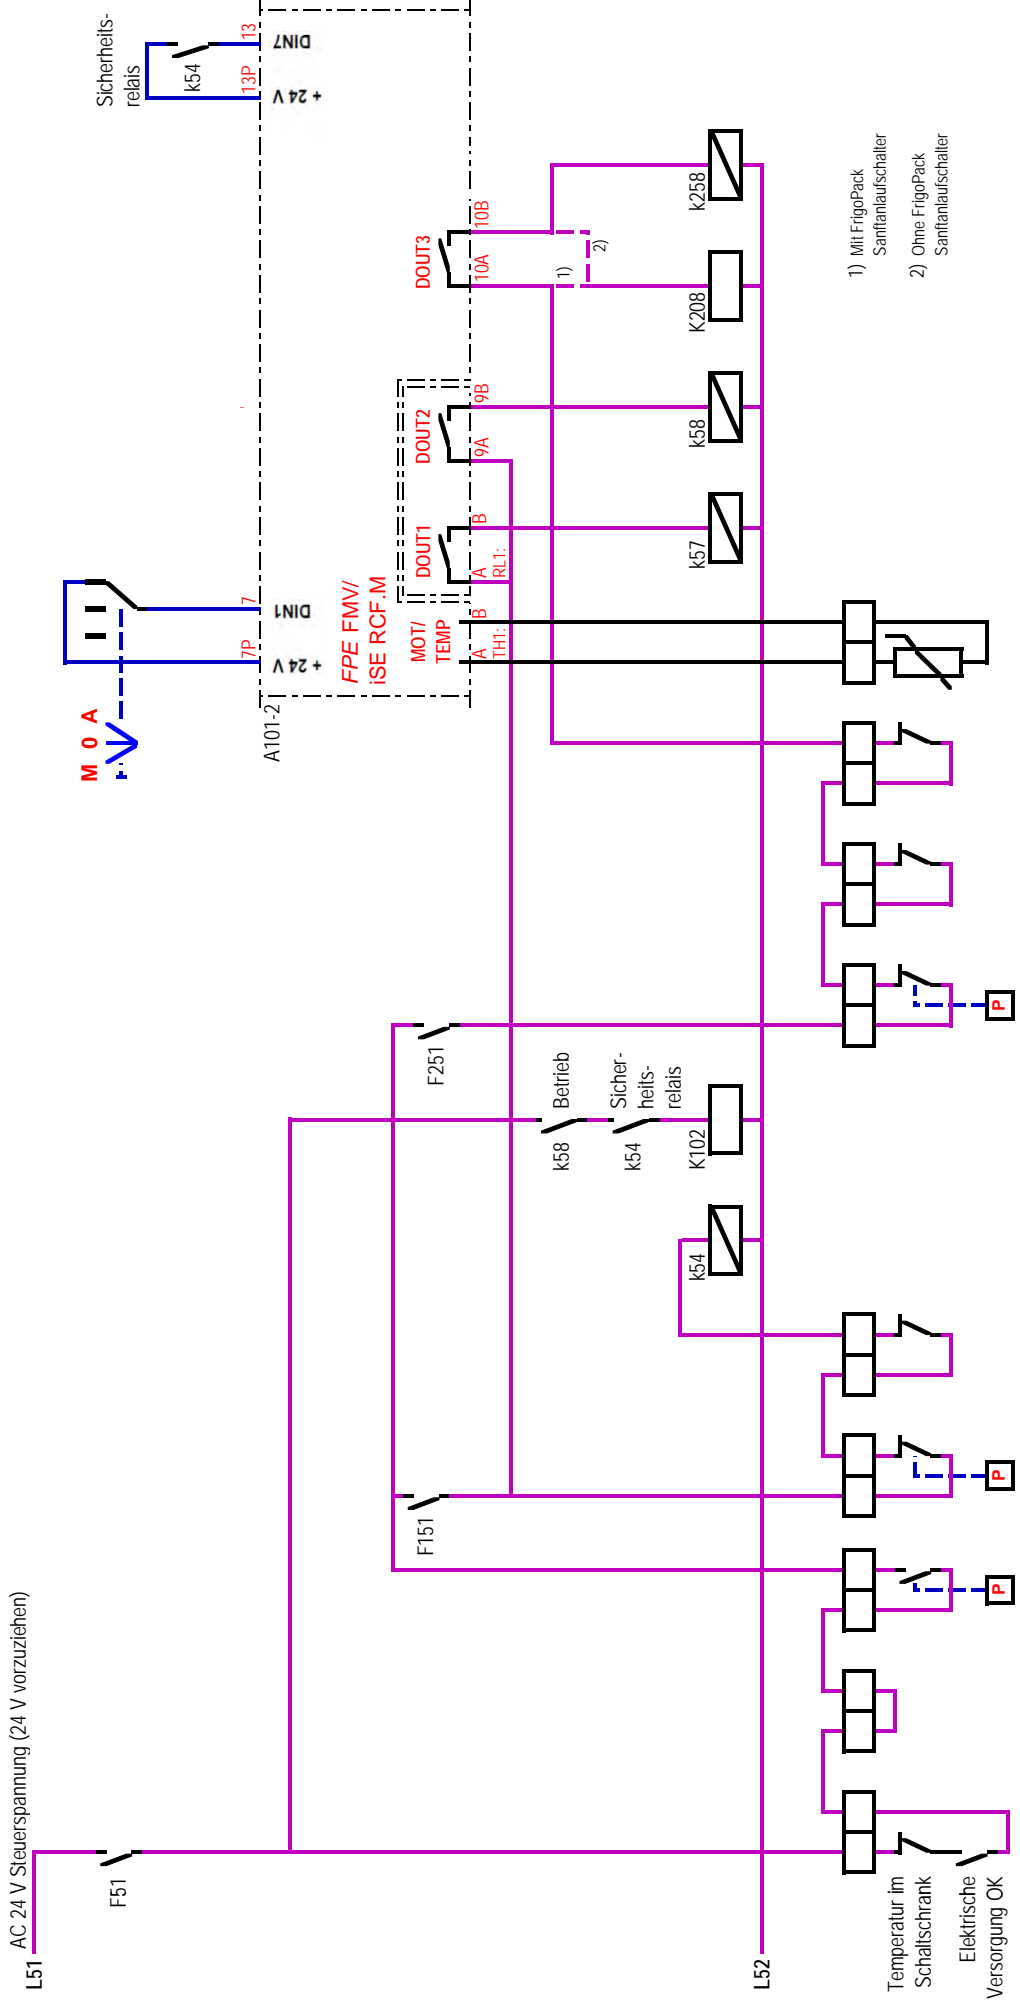 AC 24 V Steuerspannung (24 V vorzuziehen)
L51
F51
L52
Temperatur im
Schaltschrank
Elektrische
Versorgung OK
P
F151
P
k54
K102
k58
Betrieb
k54
Sicher-
heits-
relais
F251
P
M 0 A
A101-2
7P
7
+ 24 V
DIN1
FPE FMV/
iSE RCF.M
MOT/
TEMP
A
B
TH1:
DOUT1
A
B
RL1:
DOUT2
9A
9B
DOUT3
10A
10B
1)
2)
k57
k58
K208
k258
Sicherheits-
relais
k54
13P
13
+ 24 V
DIN7
1) Mit FrigoPack
Sanftanlaufschalter
2) Ohne FrigoPack
Sanftanlaufschalter